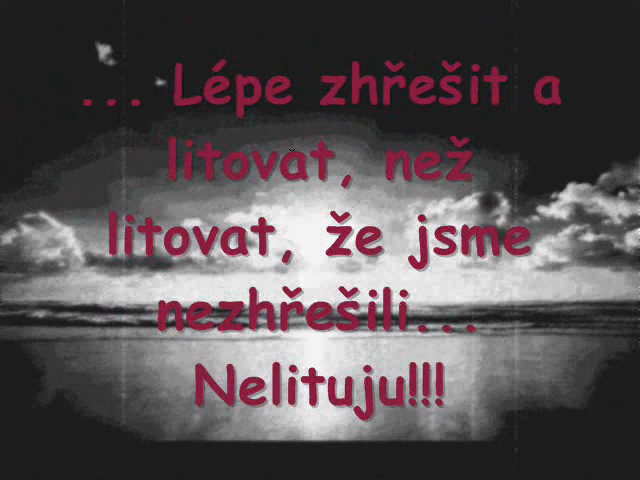 ... Lépe zhřešit a
litovat, než
litovat, že jsme
nezhřešili...
Nelituju!!!